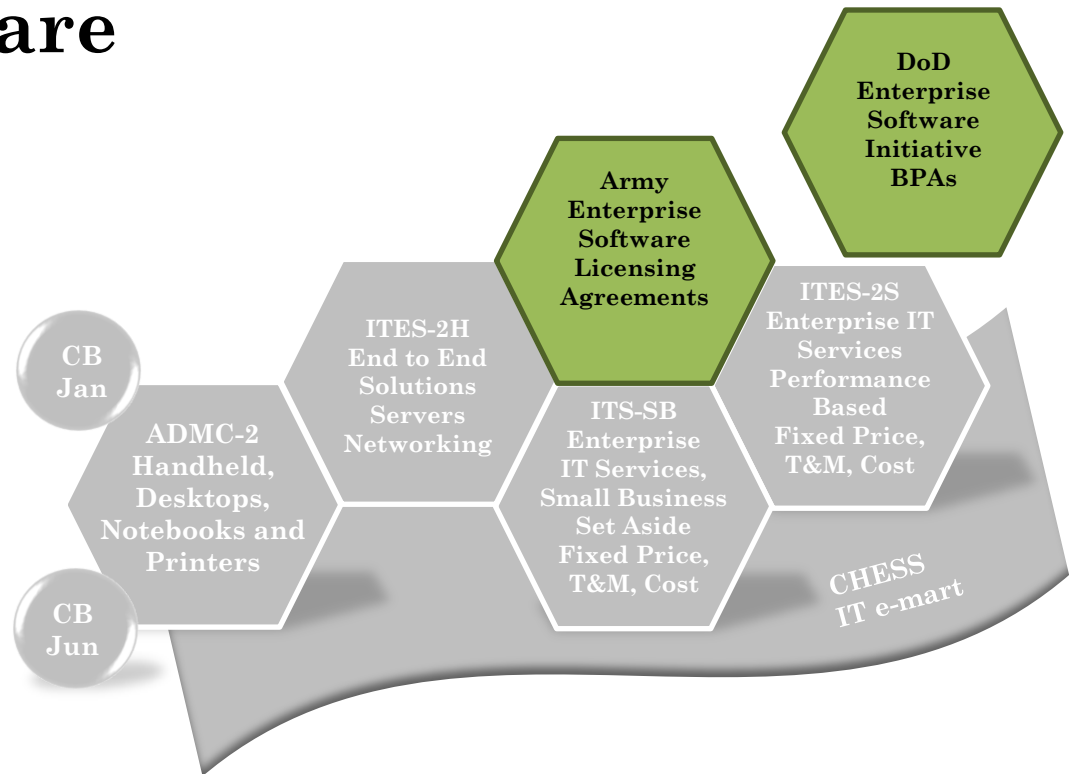 are
DoD
Enterprise
Software
Initiative
BPAs
Army
Enterprise
Software
Licensing
Agreements
ITES-2S
Enterprise IT
Services
Performance
Based
Fixed Price,
T&M, Cost
ITES-2H
End to End
Solutions
Servers
Networking
CB
Jan
ITS-SB
Enterprise
IT Services,
Small Business
Set Aside
Fixed Price,
T&M, Cost
ADMC-2
Handheld,
Desktops,
Notebooks and
Printers
CHESS
IT e-mart
CB
Jun